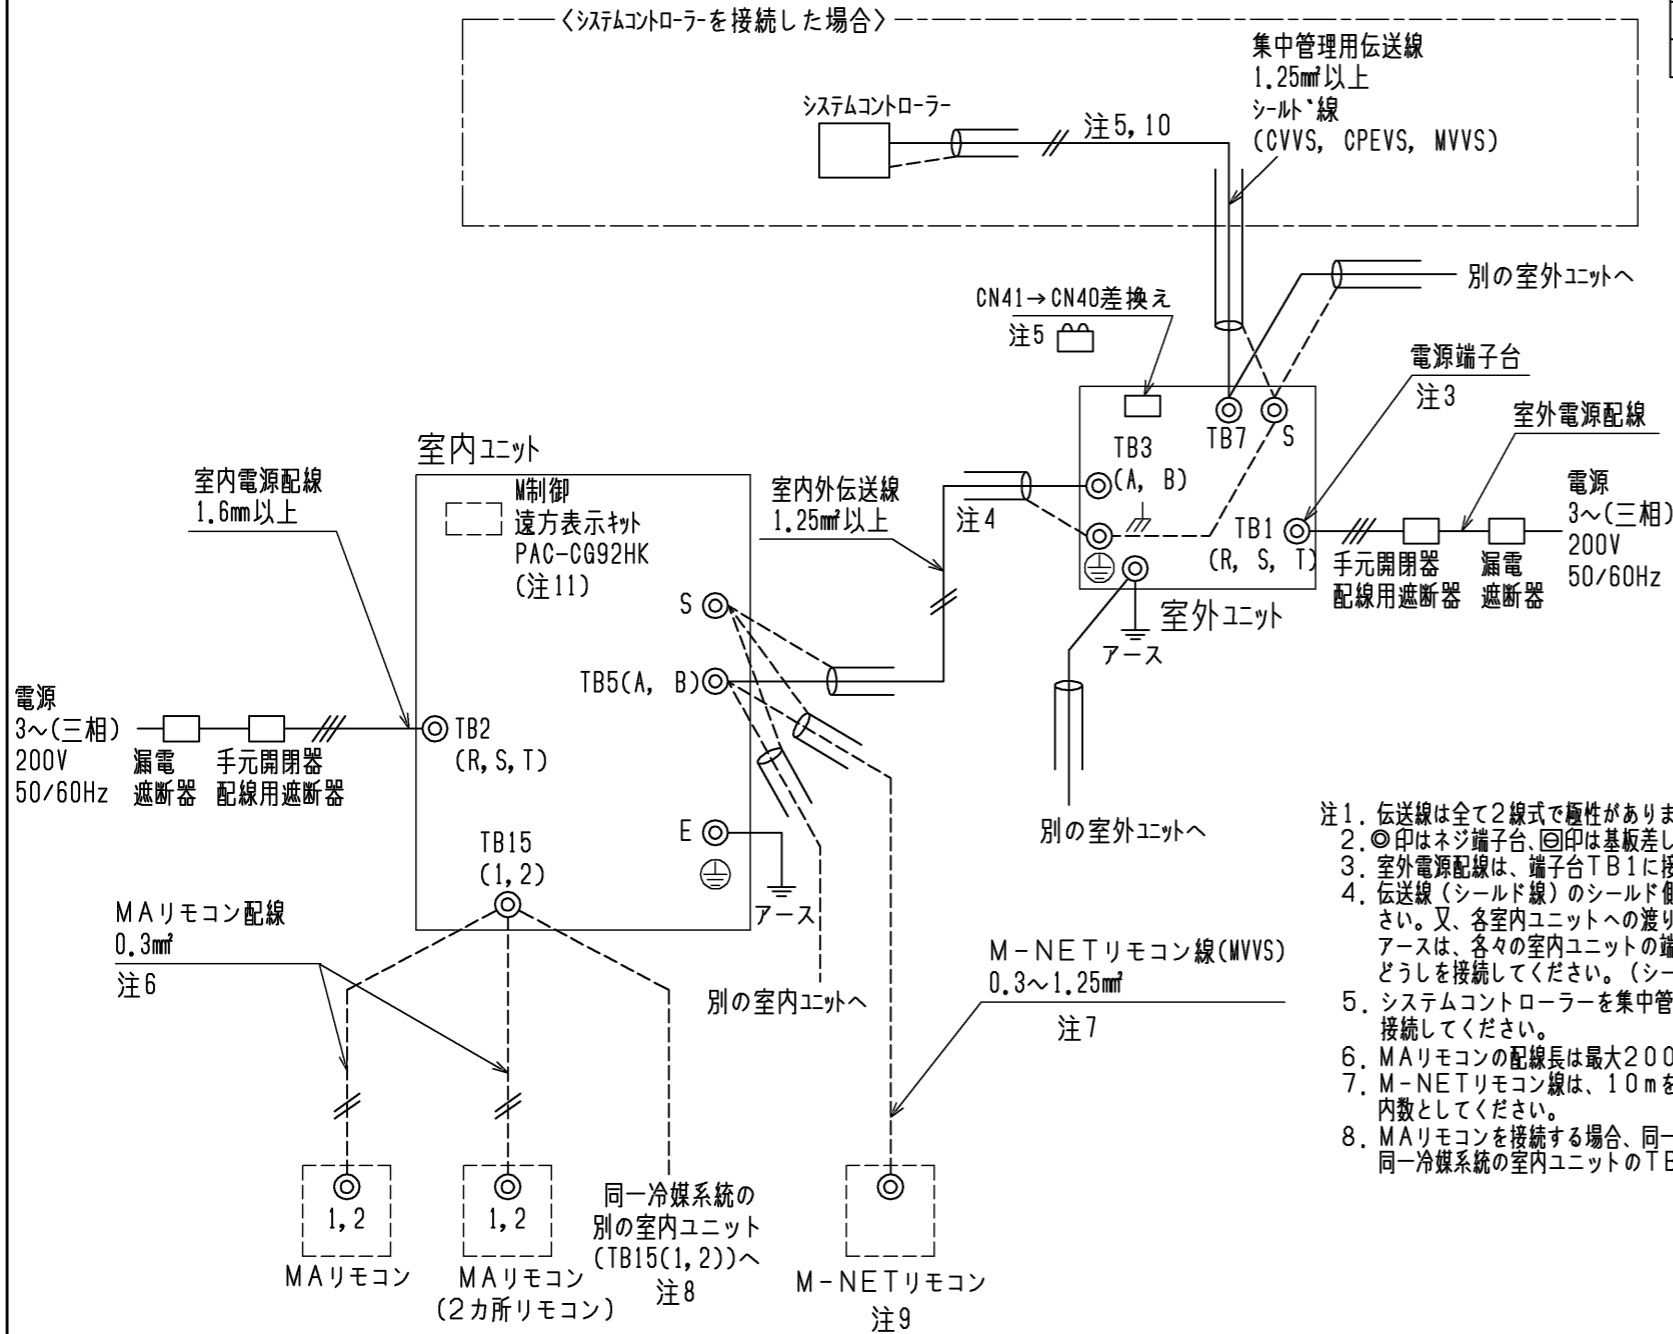 〈システムコントローラーを接続した場合〉
集中管理用伝送線
1.25㎟以上
シールド線
(CVVS, CPEVS, MVVS)
システムコントローラー
注5,10
別の室外ユニットへ
CN41→CN40差換え
注5
電源端子台
注3
室外電源配線
TB7
S
TB3
(A, B)
TB1
(R, S, T)
電源
3～(三相)
200V
50/60Hz
手元開閉器
配線用遮断器
漏電
遮断器
室外ユニット
アース
別の室外ユニットへ
室内ユニット
M制御
遠方表示キット
PAC-CG92HK
(注11)
室内電源配線
1.6mm以上
室内外伝送線
1.25㎟以上
注4
S
TB5(A, B)
電源
3～(三相)
200V
50/60Hz
漏電
遮断器
手元開閉器
配線用遮断器
TB2
(R,S,T)
E
アース
TB15
(1,2)
MAリモコン配線
0.3㎟
注6
別の室内ユニットへ
M-NETリモコン線(MVVS)
0.3～1.25㎟
注7
1,2
MAリモコン
1,2
MAリモコン
(2カ所リモコン)
同一冷媒系統の
別の室内ユニット
(TB15(1,2))へ
注8
M-NETリモコン
注9
注1. 伝送線は全て2線式で極性がありま
2. ◎印はネジ端子台、回印は基板差し
3. 室外電源配線は、端子台TB1に接
4. 伝送線(シールド線)のシールド側
さい。又、各室内ユニットへの渡り
アースは、各々の室内ユニットの端
どうしを接続してください。(シー
5. システムコントローラーを集中管
接続してください。
6. MAリモコンの配線長は最大200
7. M-NETリモコン線は、10mを
内数としてください。
8. MAリモコンを接続する場合、同一
同一冷媒系統の室内ユニットのTB